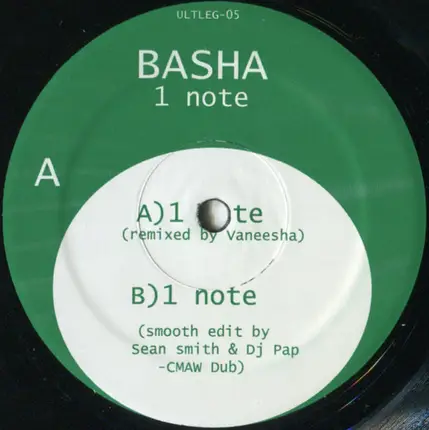 ULTLEG-05
BASHA
1 note
A
A)1 note
(remixed by Vaneesha)
B)1 note
(smooth edit by
Sean smith & Dj Pap
-CMAW Dub)